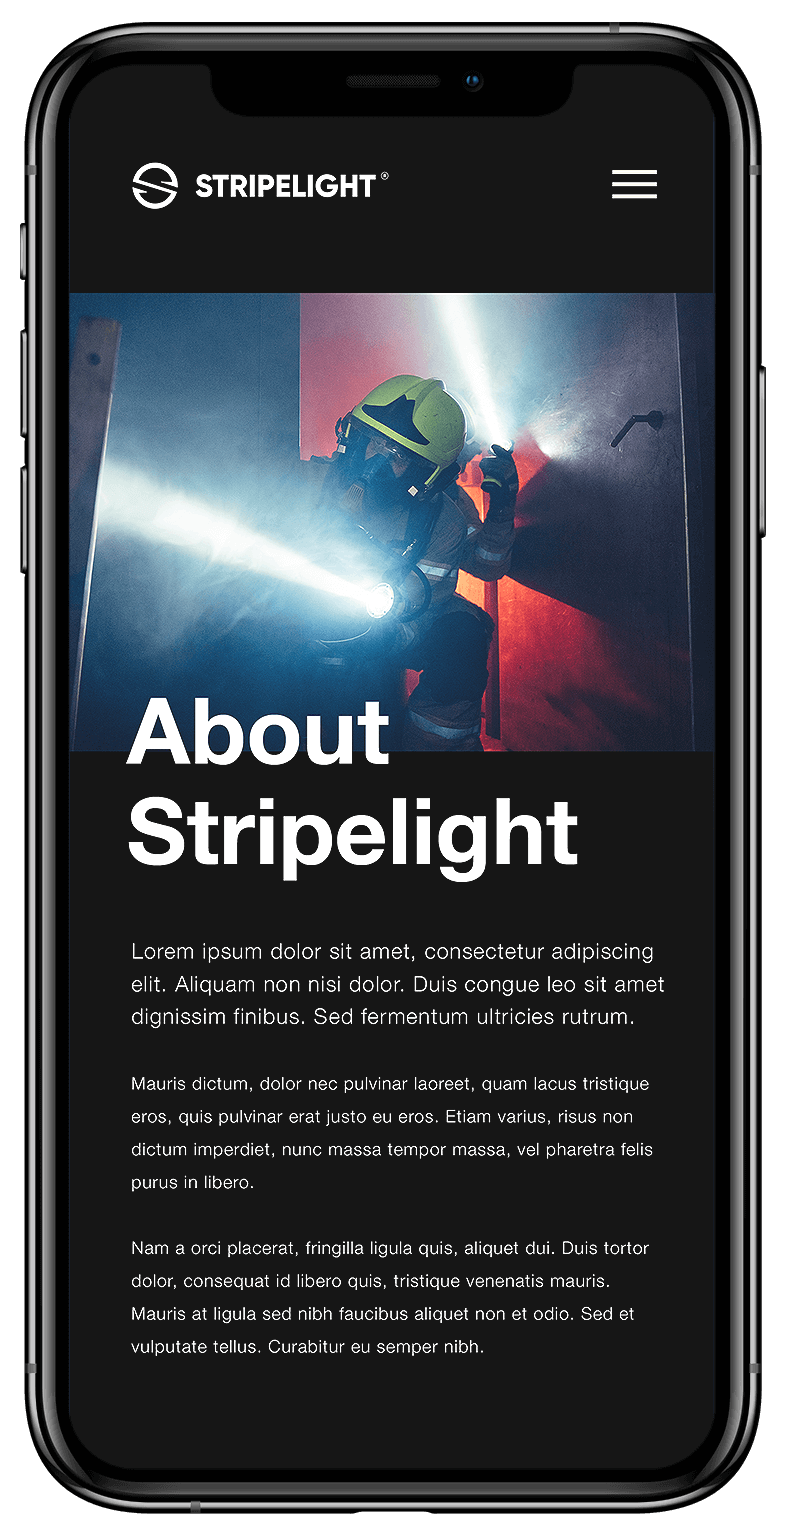 STRIPELIGHT®
About
Stripelight
Lorem ipsum dolor sit amet, consectetur adipiscing
elit. Aliquam non nisi dolor. Duis congue leo sit amet
dignissim finibus. Sed fermentum ultricies rutrum.
Mauris dictum, dolor nec pulvinar laoreet, quam lacus tristique
eros, quis pulvinar erat justo eu eros. Etiam varius, risus non
dictum imperdiet, nunc massa tempor massa, vel pharetra felis
purus in libero.
Nam a orci placerat, fringilla ligula quis, aliquet dui. Duis tortor
dolor, consequat id libero quis, tristique venenatis mauris.
Mauris at ligula sed nibh faucibus aliquet non et odio. Sed et
vulputate tellus. Curabitur eu semper nibh.